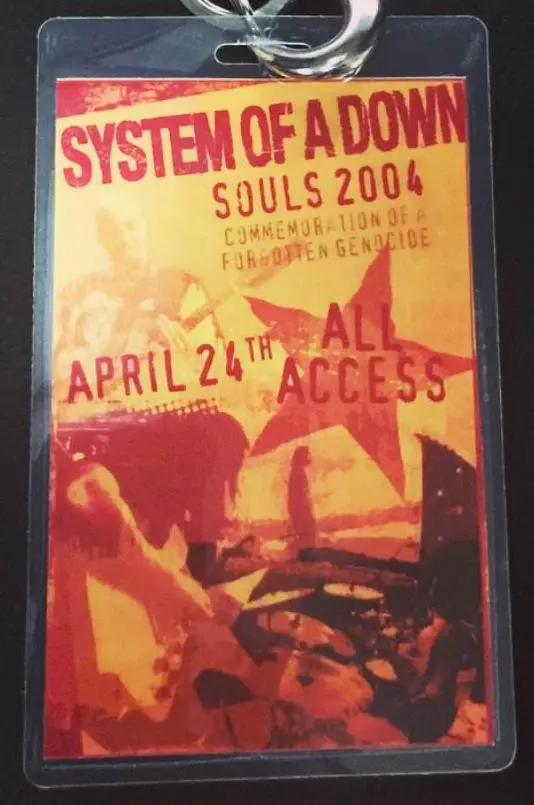 SYSTEM OF A DOWN
SOULS 2004
COMMEMORATION OF A
FORGOTTEN GENOCIDE
APRIL 24TH
ALL
ACCESS